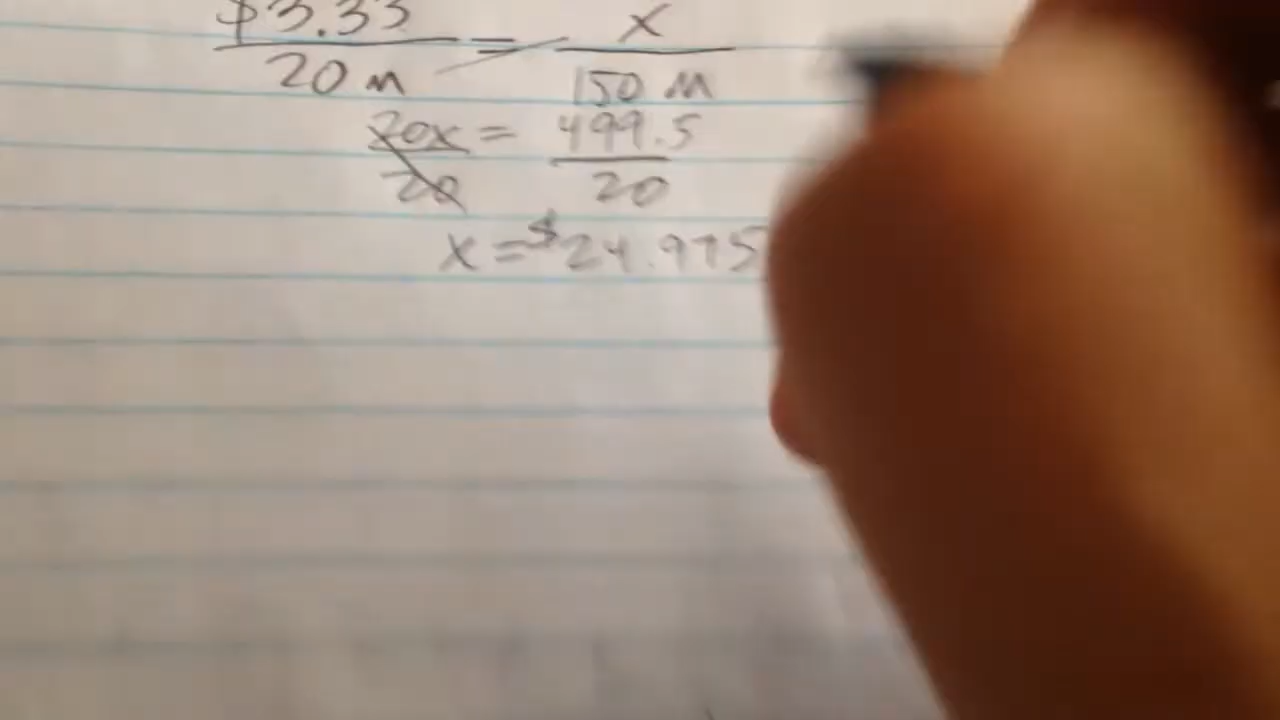 $3.33 = x
20 m 150 m
20x = 499.5
20 20
x = $24.975